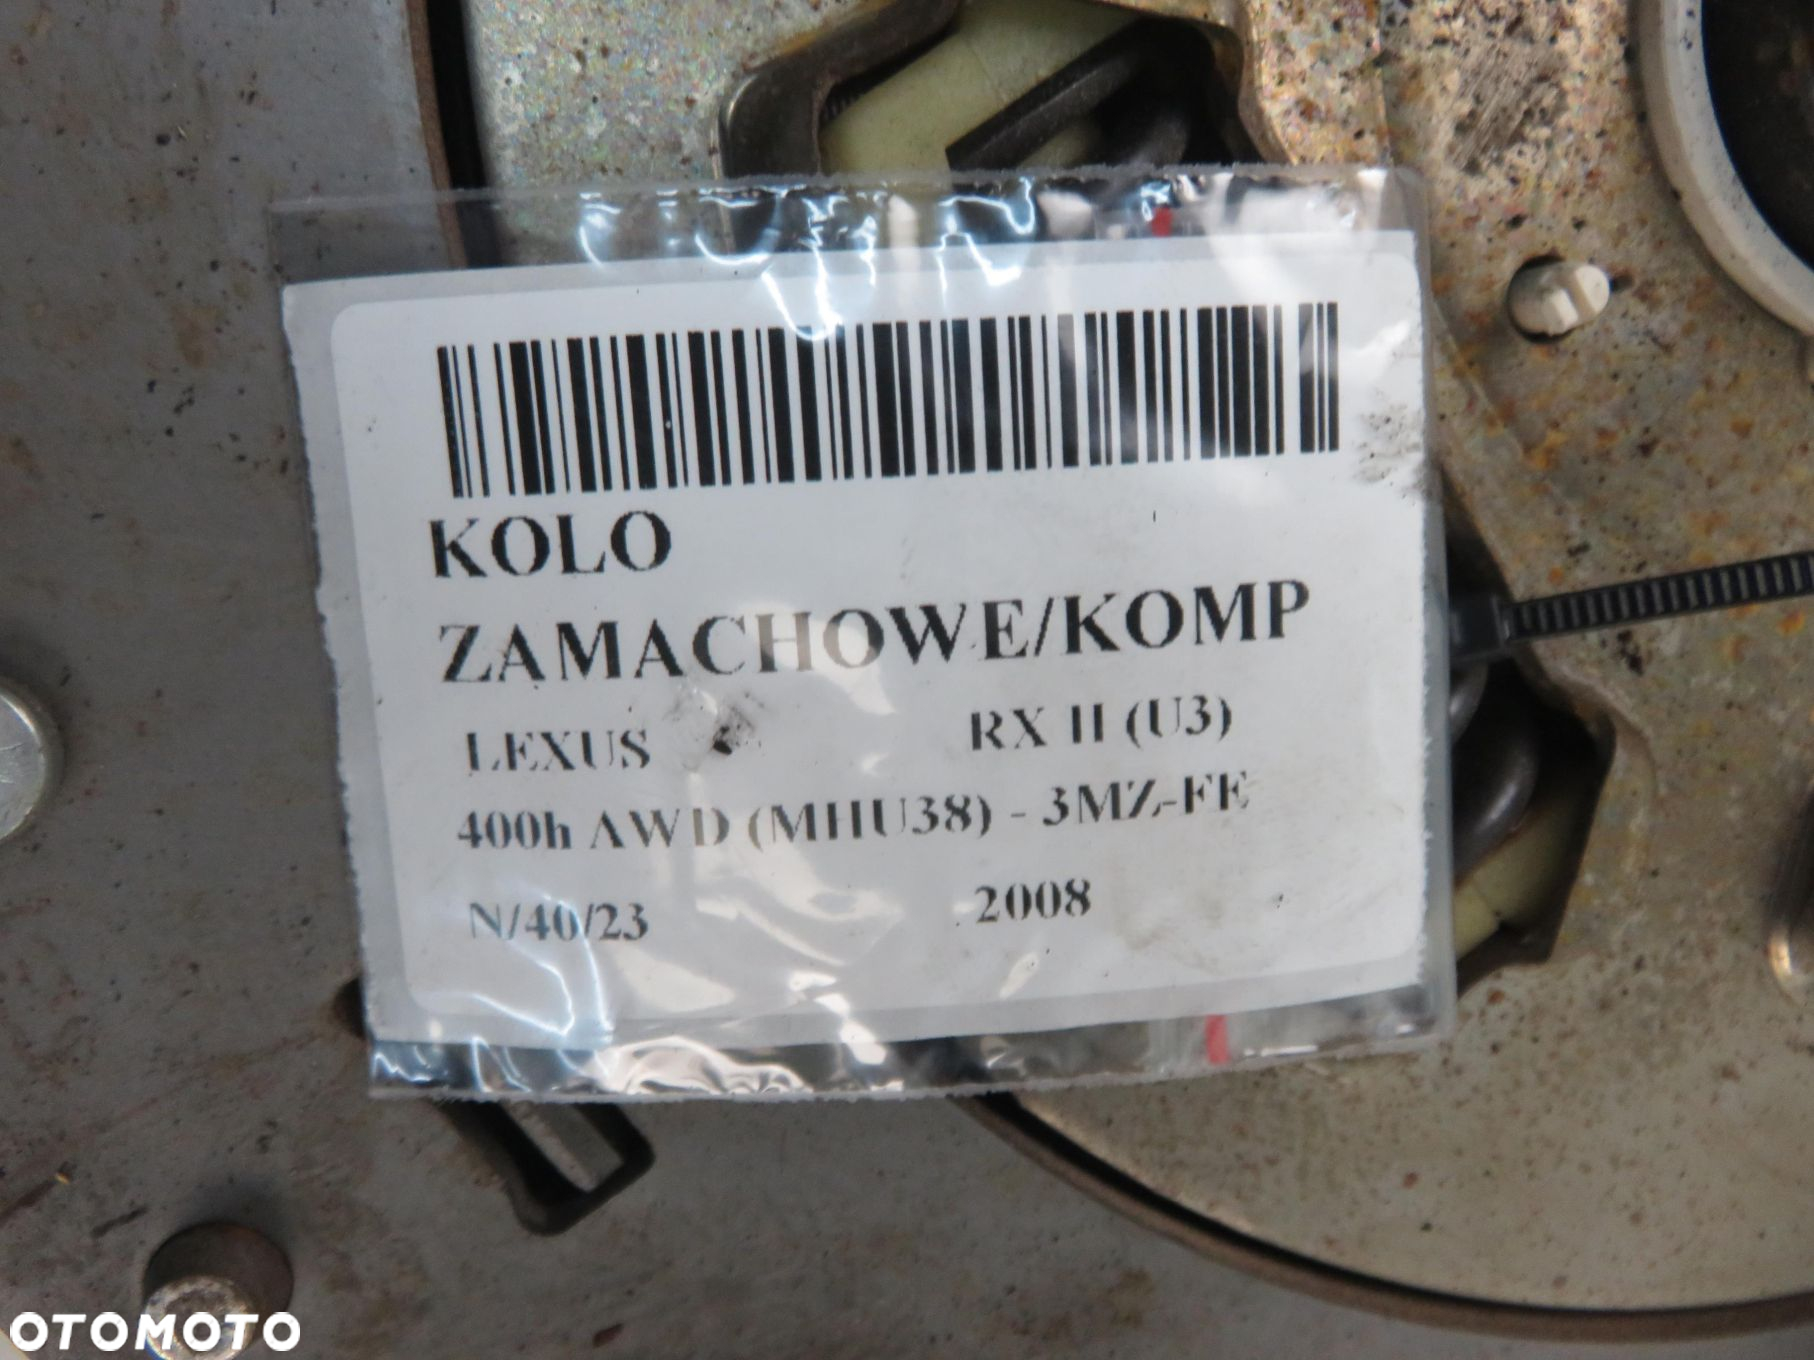 KOLO
ZAMACHOWE/KOMP
LEXUS RX II (U3)
400h AWD (MHU38) - 3MZ-FE
N/40/23 2008
OTOMOTO